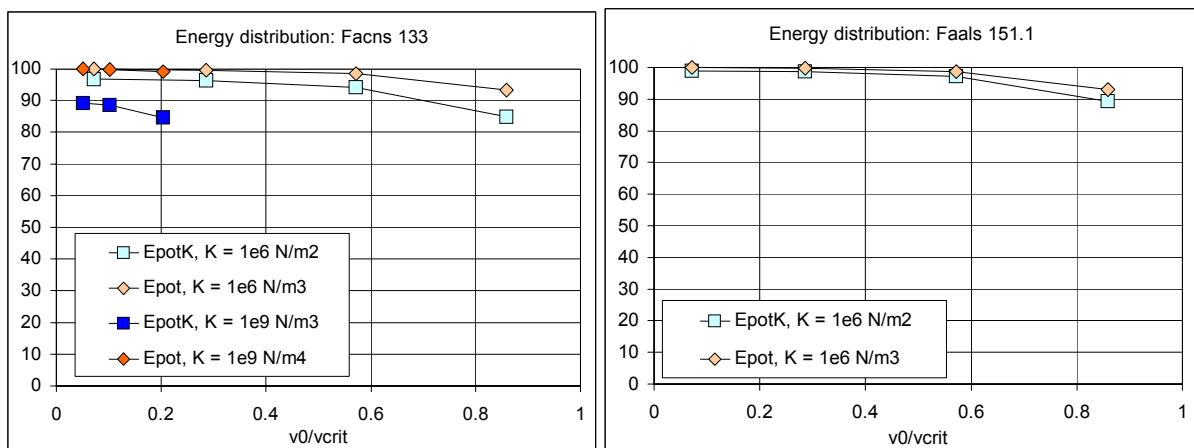 Energy distribution: Facns 133
100
90
80
70
60
50
40
30
20
10
0
EpotK, K = 1e6 N/m2
Epot, K = 1e6 N/m3
EpotK, K = 1e9 N/m3
Epot, K = 1e9 N/m4
0 0.2 0.4 0.6 0.8 1
v0/vcrit
Energy distribution: Faals 151.1
100
90
80
70
60
50
40
30
20
10
0
EpotK, K = 1e6 N/m2
Epot, K = 1e6 N/m3
0 0.2 0.4 0.6 0.8 1
v0/vcrit